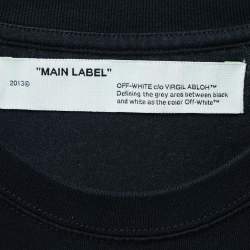 "MAIN LABEL"
2013©
OFF-WHITE c/o VIRGIL ABLOH™
Defining the grey area between black
and white as the color Off-White™